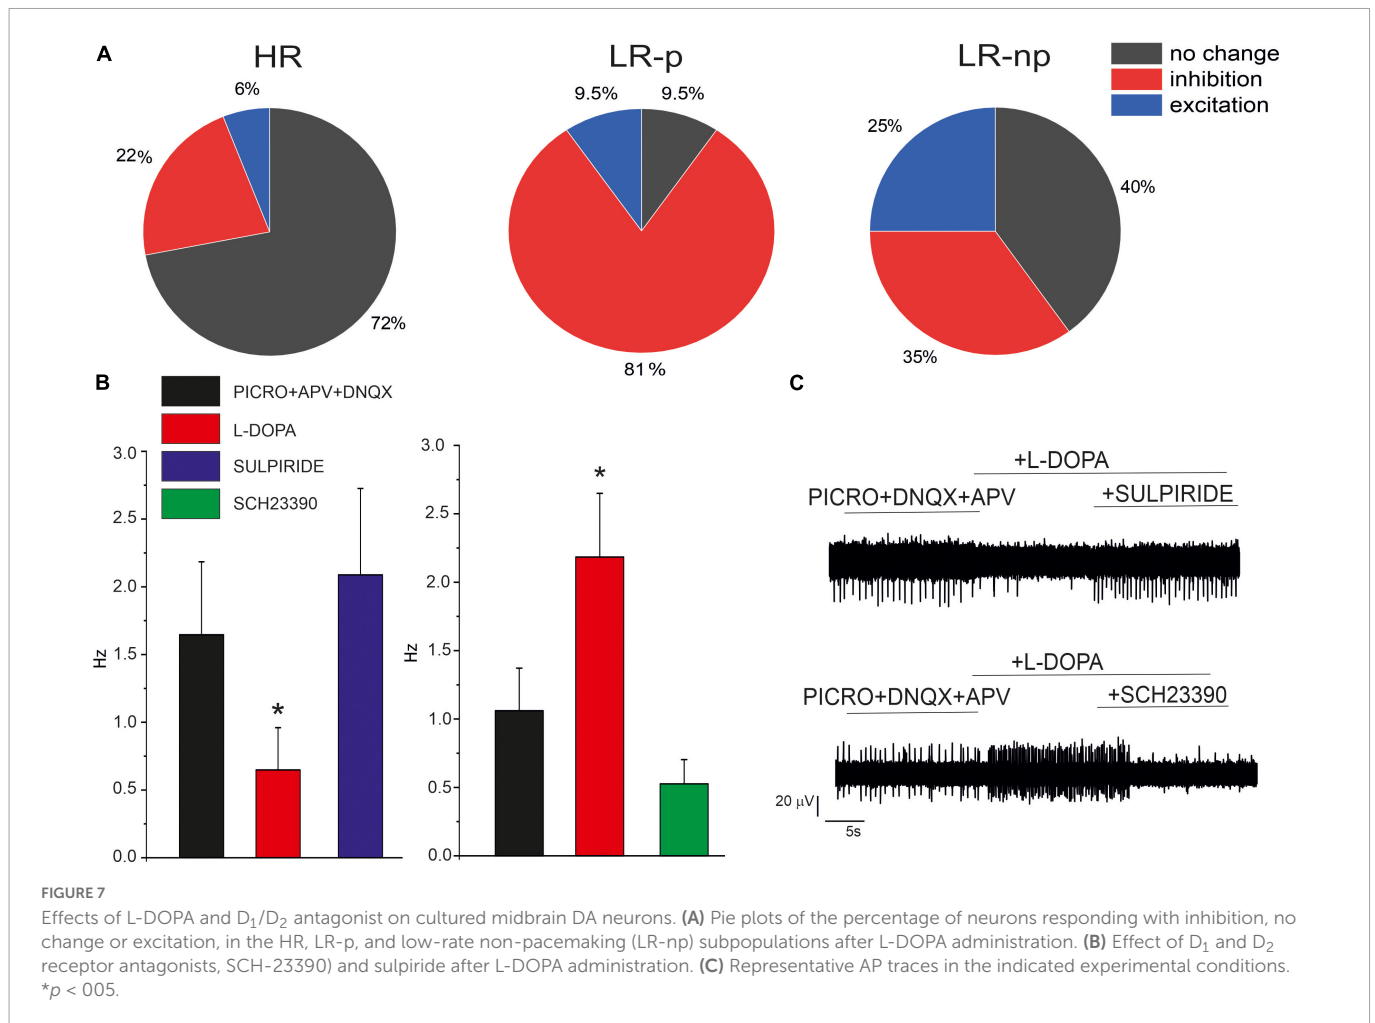 A
HR
LR-p
LR-np
no change
inhibition
excitation
6%
22%
72%
9.5%
9.5%
81%
25%
40%
35%
B
PICRO+APV+DNQX
L-DOPA
SULPIRIDE
SCH23390
3.0
2.5
2.0
1.5
1.0
0.5
0.0
Hz
*
3.0
2.5
2.0
1.5
1.0
0.5
0.0
Hz
*
C
+L-DOPA
PICRO+DNQX+APV
+SULPIRIDE
+L-DOPA
PICRO+DNQX+APV
+SCH23390
20 µV
5s
FIGURE 7
Effects of L-DOPA and D₁/D₂ antagonist on cultured midbrain DA neurons. (A) Pie plots of the percentage of neurons responding with inhibition, no
change or excitation, in the HR, LR-p, and low-rate non-pacemaking (LR-np) subpopulations after L-DOPA administration. (B) Effect of D₁ and D₂
receptor antagonists, SCH-23390) and sulpiride after L-DOPA administration. (C) Representative AP traces in the indicated experimental conditions.
*p < 005.